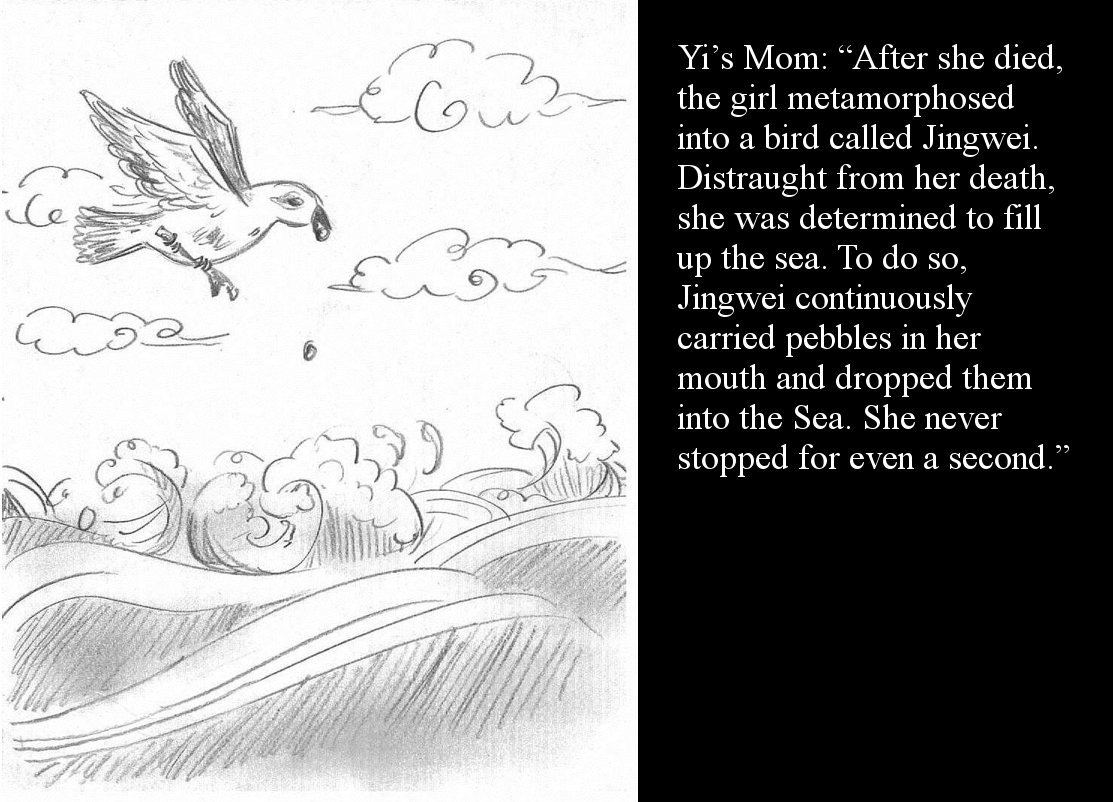 Yi’s Mom: “After she died,
the girl metamorphosed
into a bird called Jingwei.
Distraught from her death,
she was determined to fill
up the sea. To do so,
Jingwei continuously
carried pebbles in her
mouth and dropped them
into the Sea. She never
stopped for even a second.”